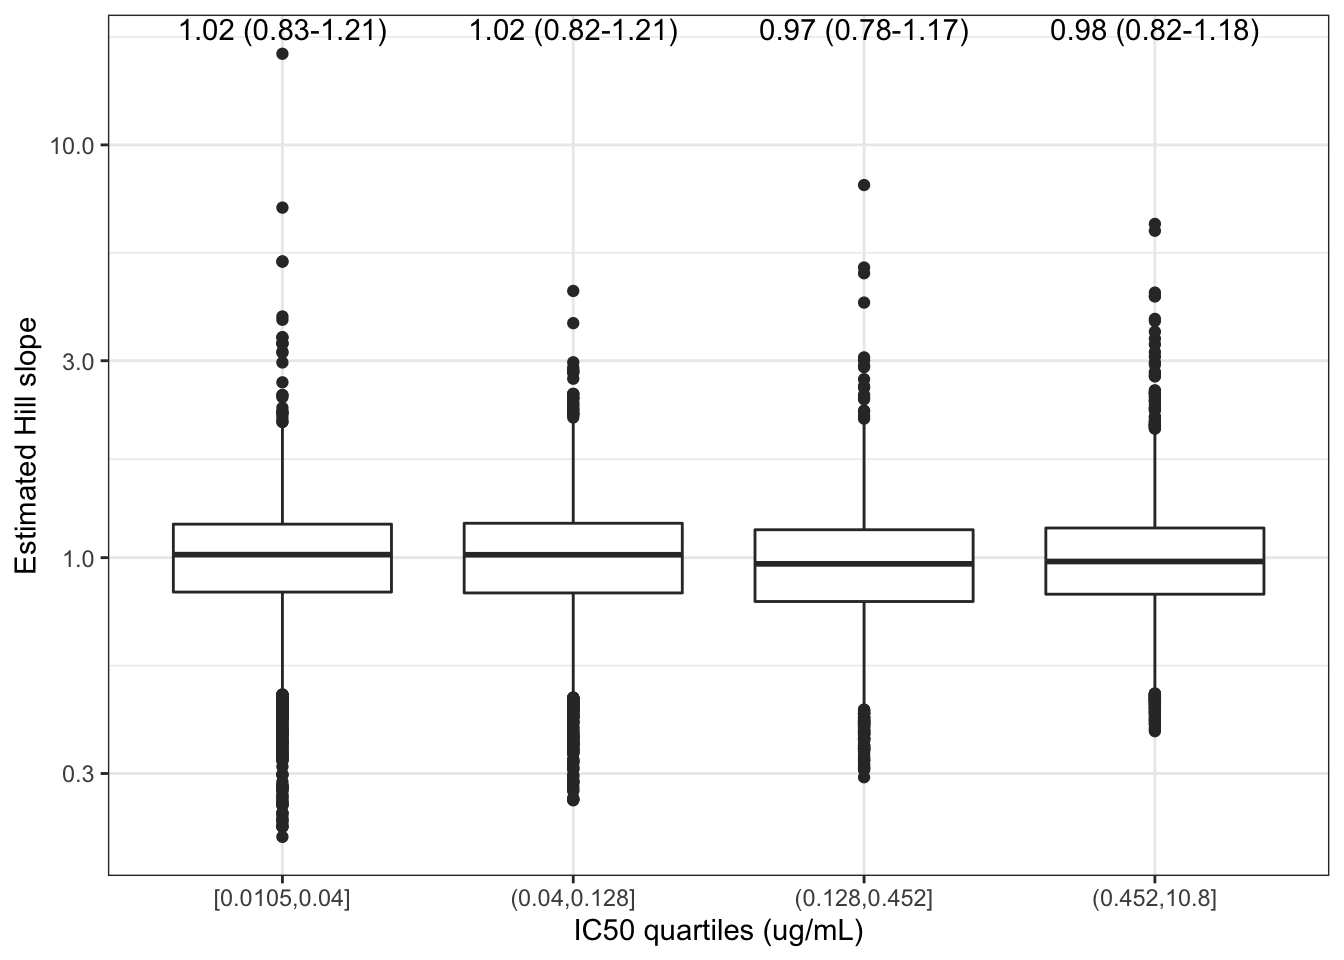 1.02 (0.83-1.21) 1.02 (0.82-1.21) 0.97 (0.78-1.17) 0.98 (0.82-1.18)
10.0
3.0
1.0
0.3
Estimated Hill slope
[0.0105,0.04] (0.04,0.128] (0.128,0.452] (0.452,10.8]
IC50 quartiles (ug/mL)